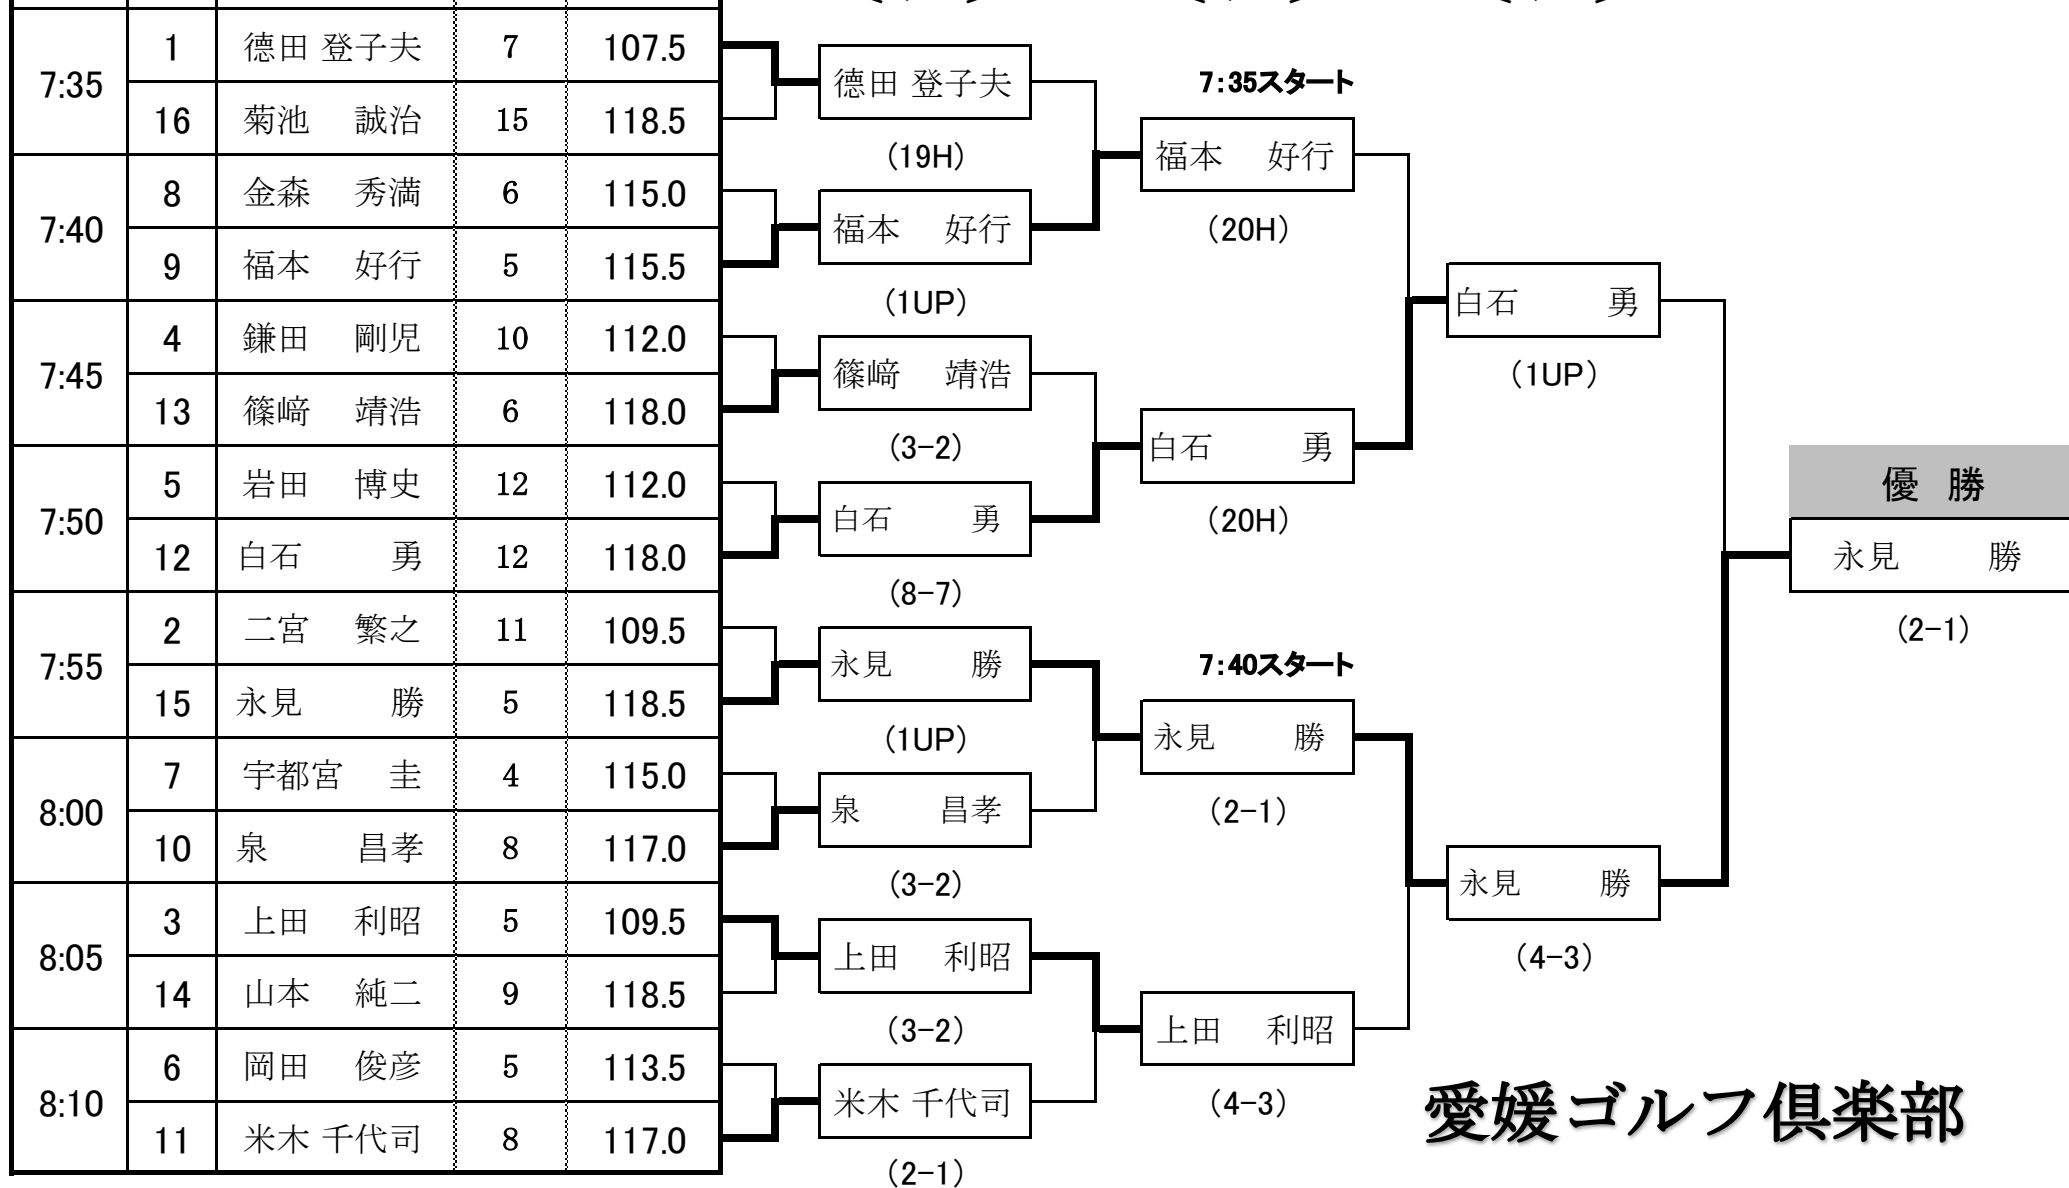 7:35 1 德田 登子夫 7 107.5
16 菊池 誠治 15 118.5
7:40 8 金森 秀満 6 115.0
9 福本 好行 5 115.5
7:45 4 鎌田 剛児 10 112.0
13 篠﨑 靖浩 6 118.0
7:50 5 岩田 博史 12 112.0
12 白石 勇 12 118.0
7:55 2 二宮 繁之 11 109.5
15 永見 勝 5 118.5
8:00 7 宇都宮 圭 4 115.0
10 泉 昌孝 8 117.0
8:05 3 上田 利昭 5 109.5
14 山本 純二 9 118.5
8:10 6 岡田 俊彦 5 113.5
11 米木 千代司 8 117.0
德田 登子夫
(19H)
福本 好行
(1UP)
篠﨑 靖浩
(3-2)
白石 勇
(8-7)
永見 勝
(1UP)
泉 昌孝
(3-2)
上田 利昭
(3-2)
米木 千代司
(2-1)
7:35スタート
福本 好行
(20H)
白石 勇
(20H)
7:40スタート
永見 勝
(2-1)
上田 利昭
(4-3)
白石 勇
(1UP)
永見 勝
(4-3)
優 勝
永見 勝
(2-1)
愛媛ゴルフ倶楽部